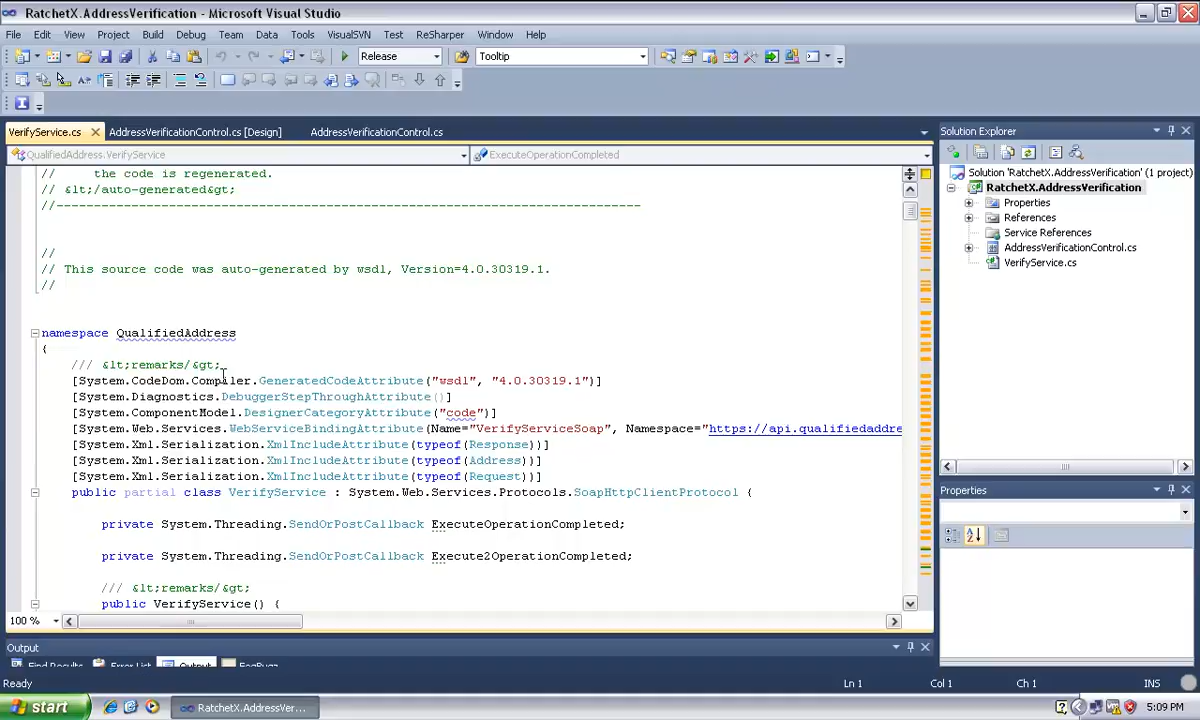 RatchetX.AddressVerification - Microsoft Visual Studio
File Edit View Project Build Debug Team Data Tools VisualSVN Test ReSharper Window Help
Release Tooltip
VerifyService.cs AddressVerificationControl.cs [Design] AddressVerificationControl.cs
QualifiedAddress.VerifyService ExecuteOperationCompleted
// the code is regenerated.
// &lt;/auto-generated&gt;
//------------------------------------------------------------------------------
//
// This source code was auto-generated by wsdl, Version=4.0.30319.1.
//
namespace QualifiedAddress
{
/// &lt;remarks/&gt;
[System.CodeDom.Compiler.GeneratedCodeAttribute("wsdl", "4.0.30319.1")]
[System.Diagnostics.DebuggerStepThroughAttribute()]
[System.ComponentModel.DesignerCategoryAttribute("code")]
[System.Web.Services.WebServiceBindingAttribute(Name="VerifyServiceSoap", Namespace="https://api.qualifiedaddre
[System.Xml.Serialization.XmlIncludeAttribute(typeof(Response))]
[System.Xml.Serialization.XmlIncludeAttribute(typeof(Address))]
[System.Xml.Serialization.XmlIncludeAttribute(typeof(Request))]
public partial class VerifyService : System.Web.Services.Protocols.SoapHttpClientProtocol {
private System.Threading.SendOrPostCallback ExecuteOperationCompleted;
private System.Threading.SendOrPostCallback Execute2OperationCompleted;
/// &lt;remarks/&gt;
public VerifyService() {
100 %
Solution Explorer
Solution 'RatchetX.AddressVerification' (1 project)
RatchetX.AddressVerification
Properties
References
Service References
AddressVerificationControl.cs
VerifyService.cs
Properties
Output
Find Results Error List Output FogBugz
Ready Ln 1 Col 1 Ch 1 INS
start RatchetX.AddressVer... 5:09 PM